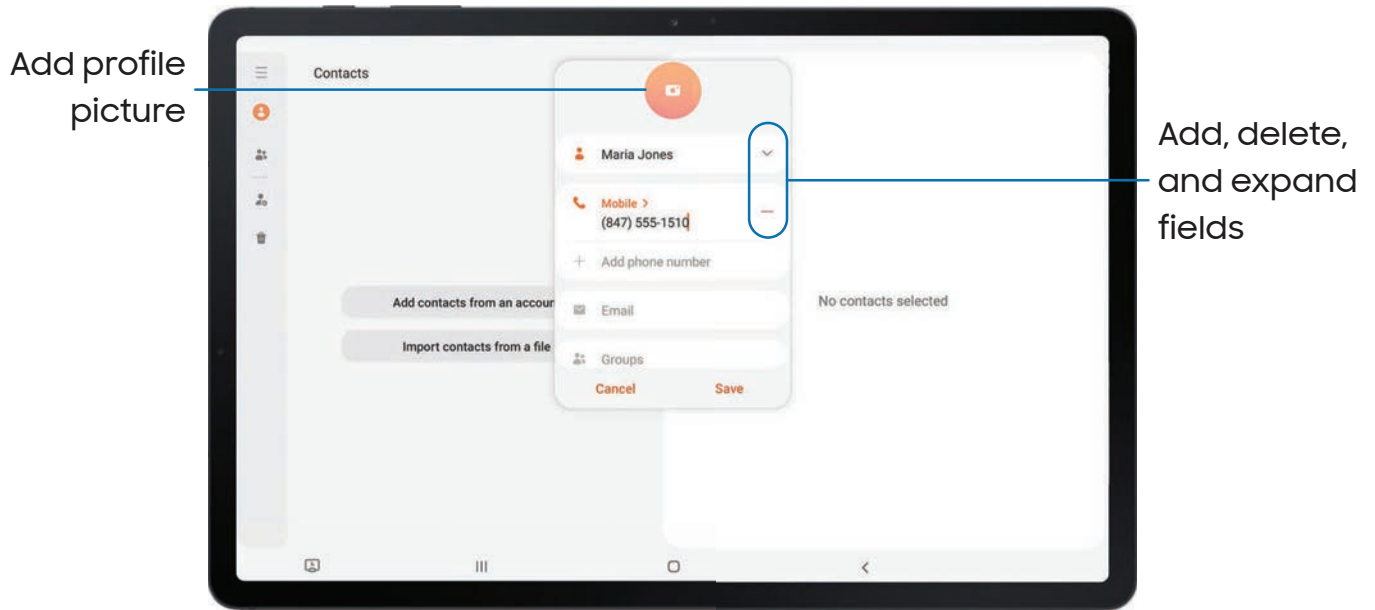 Add profile
picture
Contacts
Maria Jones
Mobile >
(847) 555-1510
Add phone number
Add contacts from an accoun
Email
Import contacts from a file
Groups
Cancel
Save
No contacts selected
Add, delete,
and expand
fields